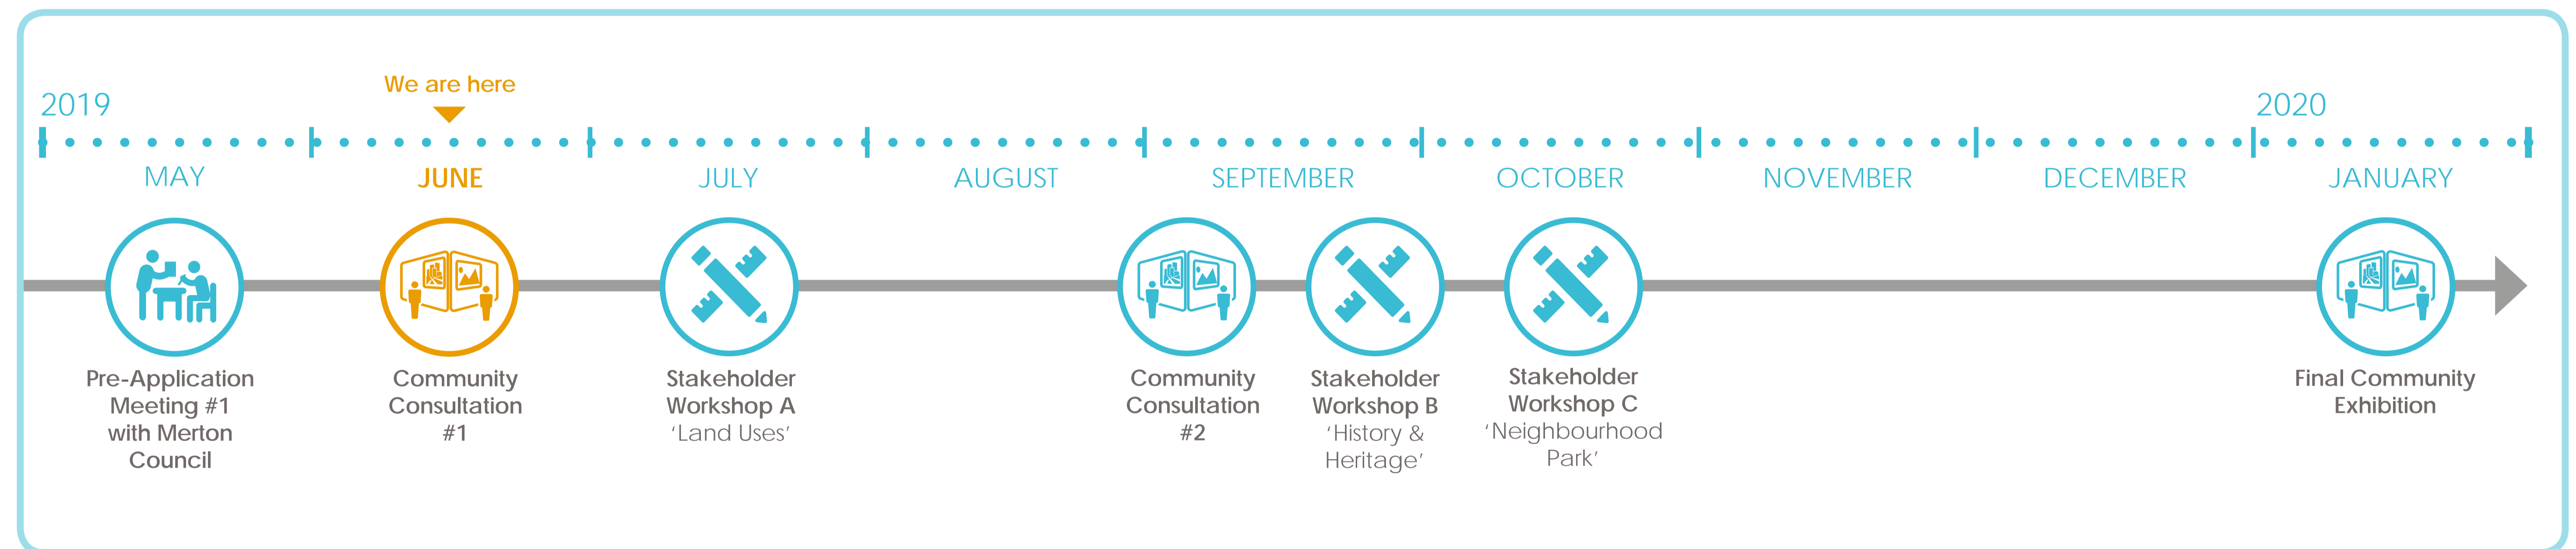 We are here
2019
2020
MAY
JUNE
JULY
AUGUST
SEPTEMBER
OCTOBER
NOVEMBER
DECEMBER
JANUARY
Pre-Application
Meeting #1
with Merton
Council
Community
Consultation
#1
Stakeholder
Workshop A
‘Land Uses’
Community
Consultation
#2
Stakeholder
Workshop B
‘History &
Heritage’
Stakeholder
Workshop C
‘Neighbourhood
Park’
Final Community
Exhibition